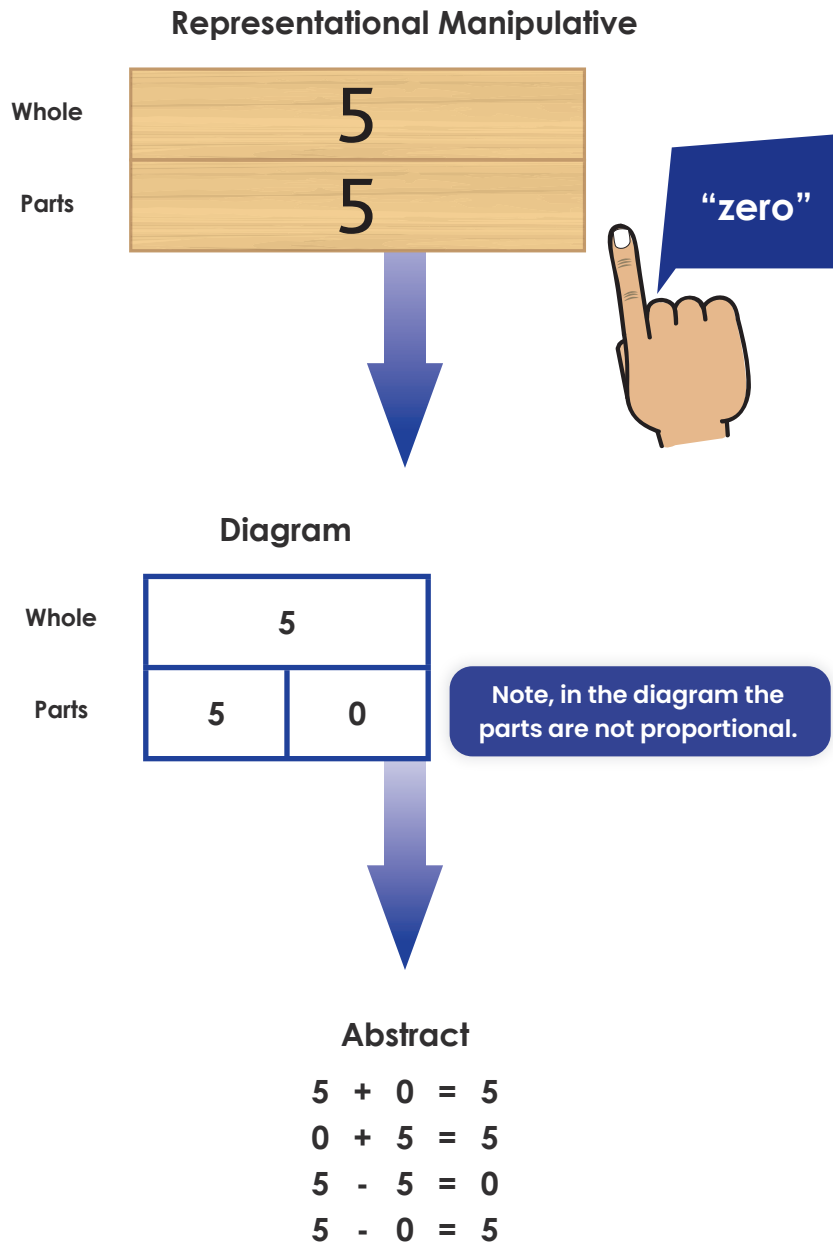 Representational Manipulative
Whole
5
Parts
5
“zero”
Diagram
Whole
5
Parts
5 0
Note, in the diagram the
parts are not proportional.
Abstract
5 + 0 = 5
0 + 5 = 5
5 - 5 = 0
5 - 0 = 5